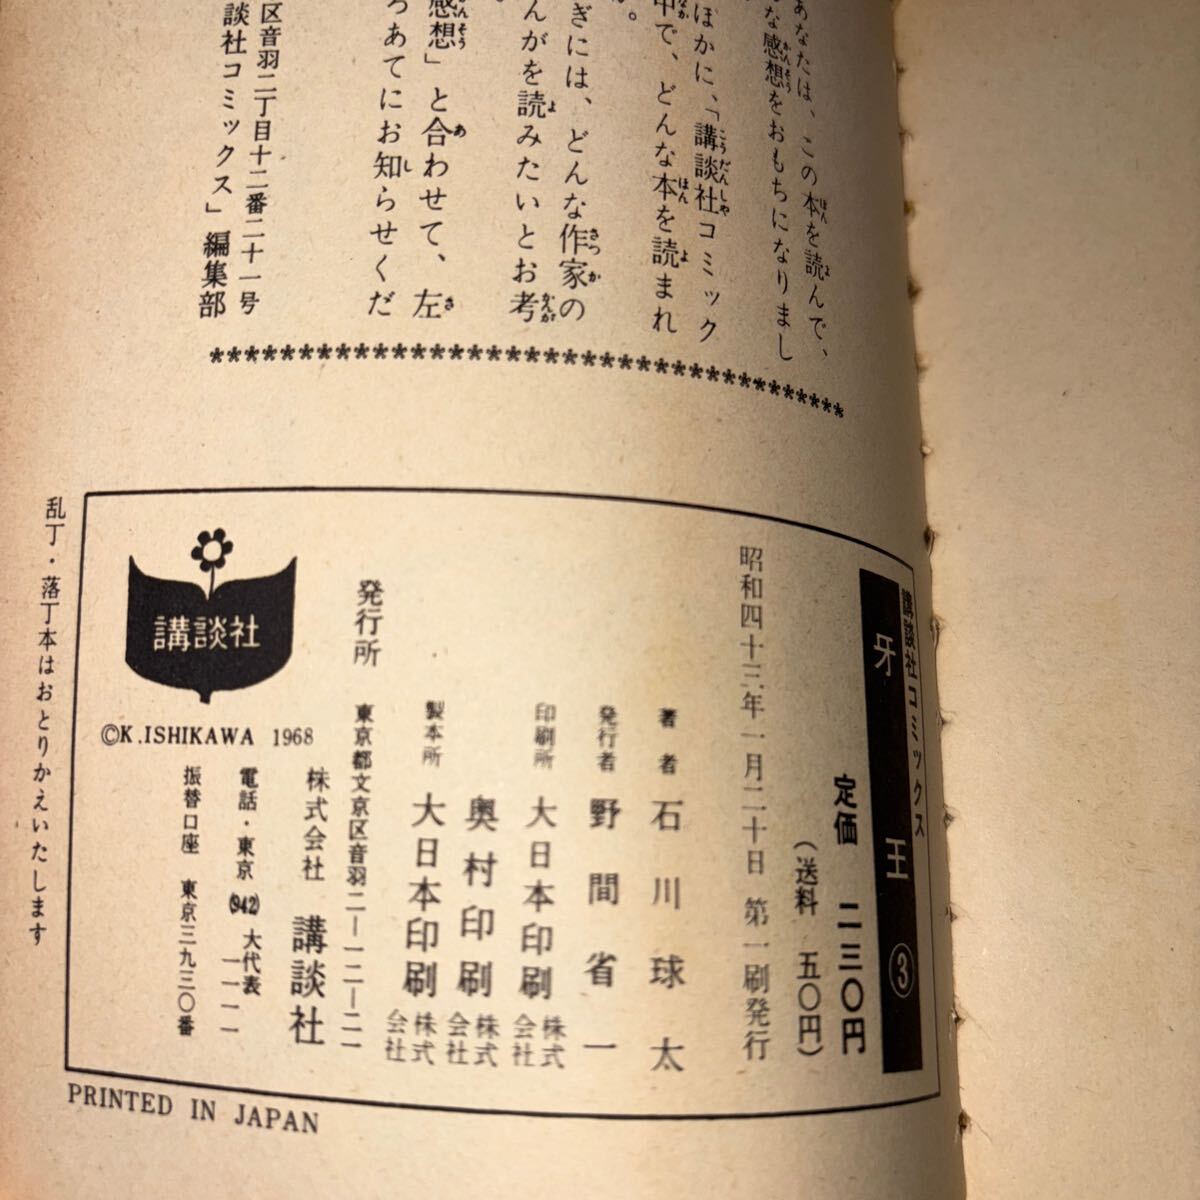 あなたは、この本を読んで、
な感想をおもちになりまし
ほかに、「講談社コミック
中で、どんな本を読まれ
。
ぎには、どんな作家の
んがを読みたいとお考
。
感想」と合わせて、左
ろあてにお知らせくだ
区音羽二丁目十二番二十一号
談社コミックス」編集部
********************************
講談社コミックス
牙王③
定価 二三〇円
(送料 五〇円)
昭和四十三年一月二十日 第一刷発行
著者 石川球太
発行者 野間省一
印刷所 大日本印刷株式会社
奥村印刷株式会社
製本所 大日本印刷株式会社
発行所 東京都文京区音羽二―一二―二一
株式会社 講談社
電話・東京(942)大代表一一一一
振替口座 東京三九三〇番
講談社
©K.ISHIKAWA 1968
乱丁・落丁本はおとりかえいたします
PRINTED IN JAPAN